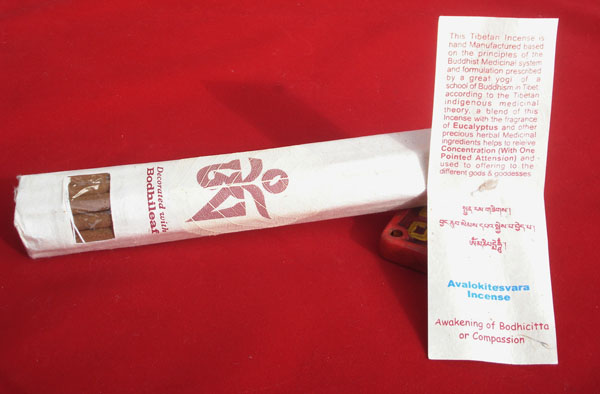 Decorated with
Bodhileaf
This Tibetan Incense is
hand Manufactured based
on the principles of the
Buddhist Medicinal system
and formulation prescribed
by a great yogi of a
school of Buddhism in Tibet
according to the Tibetan
indigenous medicinal
theory, a blend of this
Incense with the fragrance
of Eucalyptus and other
precious herbal Medicinal
ingredients helps to relieve
Concentration (With One
Pointed Attension) and
used to offering to the
different gods & goddesses
Avalokitesvara
Incense
Awakening of Bodhicitta
or Compassion